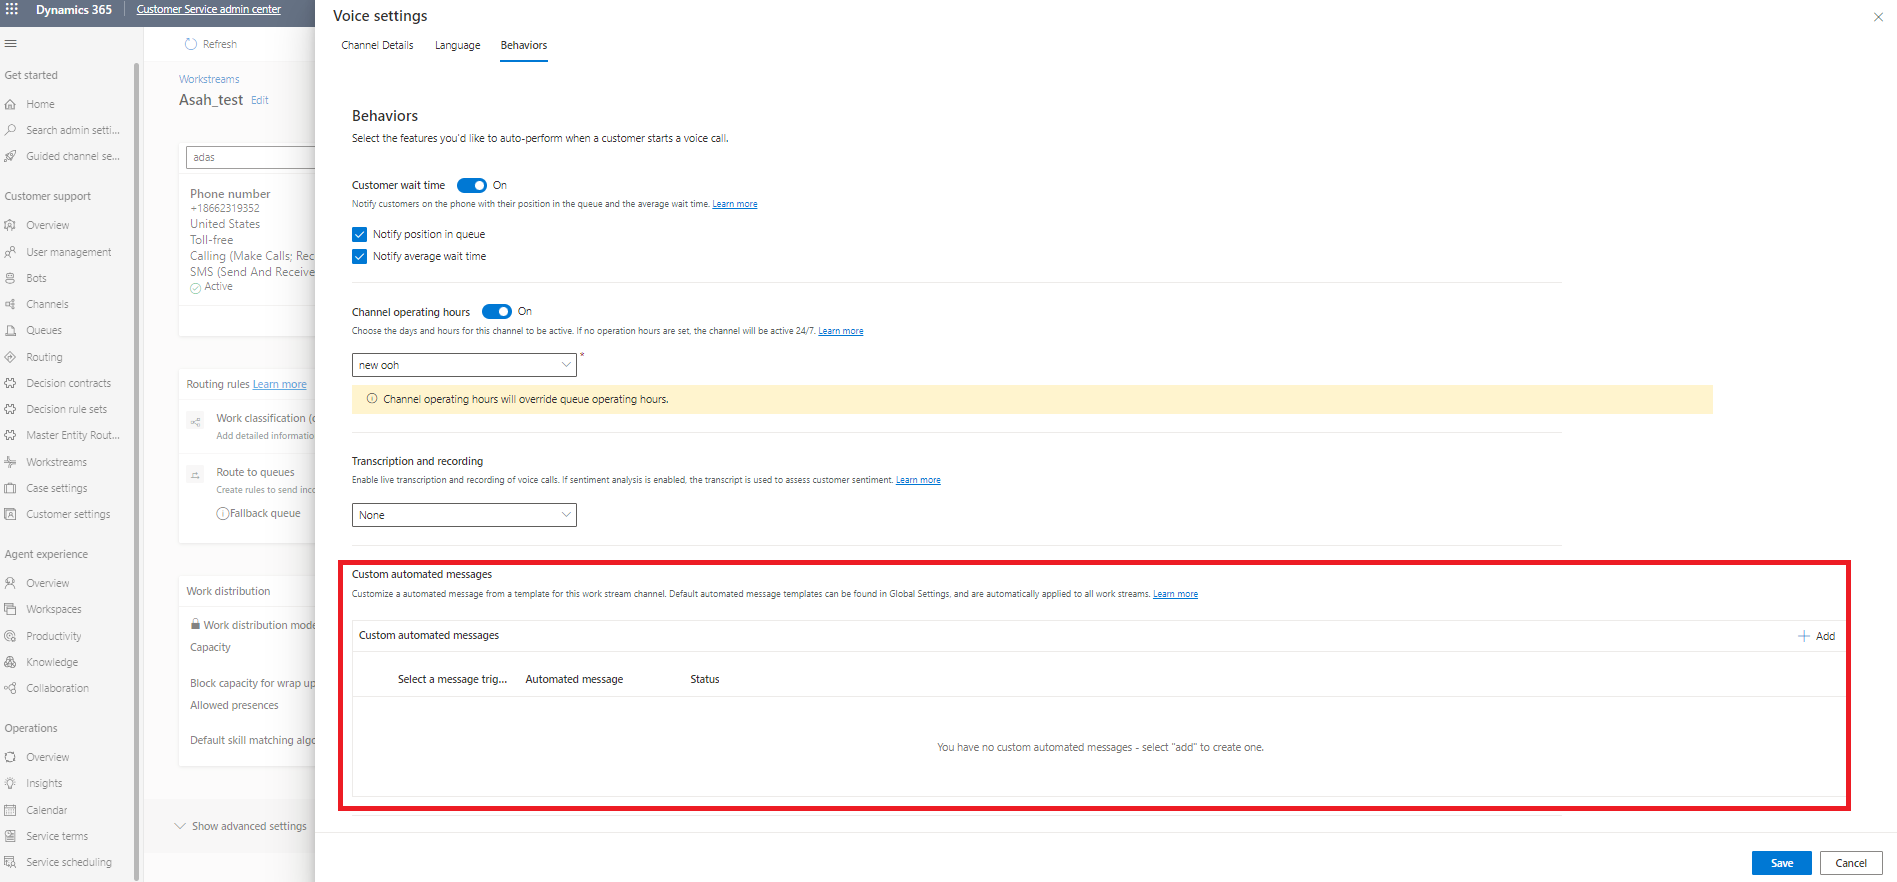 Dynamics 365
Customer Service admin center
Get started
Home
Search admin setti...
Guided channel se...
Customer support
Overview
User management
Bots
Channels
Queues
Routing
Decision contracts
Decision rule sets
Master Entity Rout...
Workstreams
Case settings
Customer settings
Agent experience
Overview
Workspaces
Productivity
Knowledge
Collaboration
Operations
Overview
Insights
Calendar
Service terms
Service scheduling
Refresh
Workstreams
Asah_test Edit
adas
Phone number
+18662319352
United States
Toll-free
Calling (Make Calls; Rec
SMS (Send And Receive
Active
Routing rules Learn more
Work classification (
Add detailed informatio
Route to queues
Create rules to send inc
Fallback queue
Work distribution
Work distribution mode
Capacity
Block capacity for wrap up
Allowed presences
Default skill matching algo
Show advanced settings
Voice settings
Channel Details Language Behaviors
Behaviors
Select the features you'd like to auto-perform when a customer starts a voice call.
Customer wait time On
Notify customers on the phone with their position in the queue and the average wait time. Learn more
Notify position in queue
Notify average wait time
Channel operating hours On
Choose the days and hours for this channel to be active. If no operation hours are set, the channel will be active 24/7. Learn more
new ooh *
Channel operating hours will override queue operating hours.
Transcription and recording
Enable live transcription and recording of voice calls. If sentiment analysis is enabled, the transcript is used to assess customer sentiment. Learn more
None
Custom automated messages
Customize a automated message from a template for this work stream channel. Default automated message templates can be found in Global Settings, and are automatically applied to all work streams. Learn more
Custom automated messages
Add
Select a message trig... Automated message Status
You have no custom automated messages - select "add" to create one.
Save Cancel